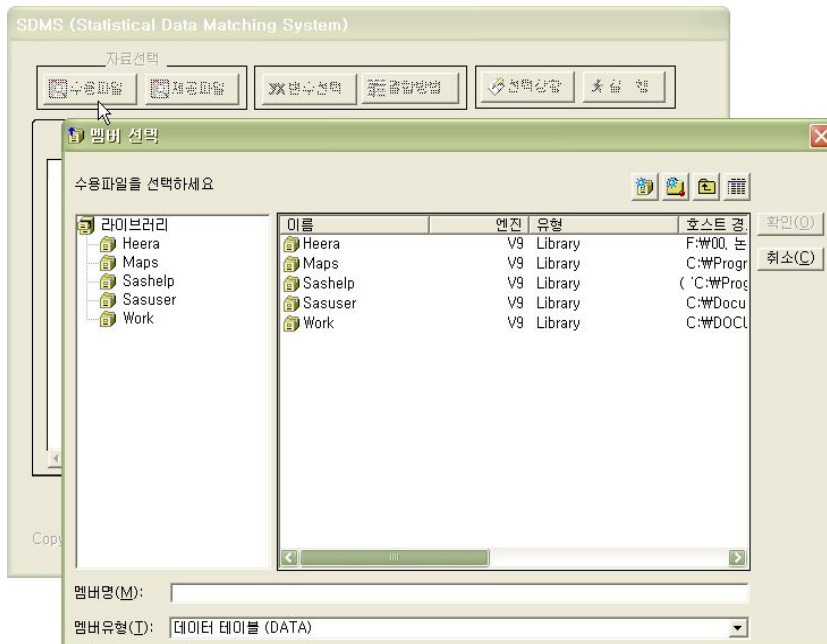 SDMS (Statistical Data Matching System)
자료선택
수용파일 제공파일 YX변수선택 결합방법 선택상황 실 행
멤버 선택
수용파일을 선택하세요
라이브러리
Heera
Maps
Sashelp
Sasuser
Work
이름 엔진 유형 호스트 경
Heera V9 Library F:₩00, 논
Maps V9 Library C:₩Progr
Sashelp V9 Library ( 'C:₩Prog
Sasuser V9 Library C:₩Docu
Work V9 Library C:₩DOCU
확인(O)
취소(C)
Copy
멤버명(M):
멤버유형(T): 데이터 테이블 (DATA)